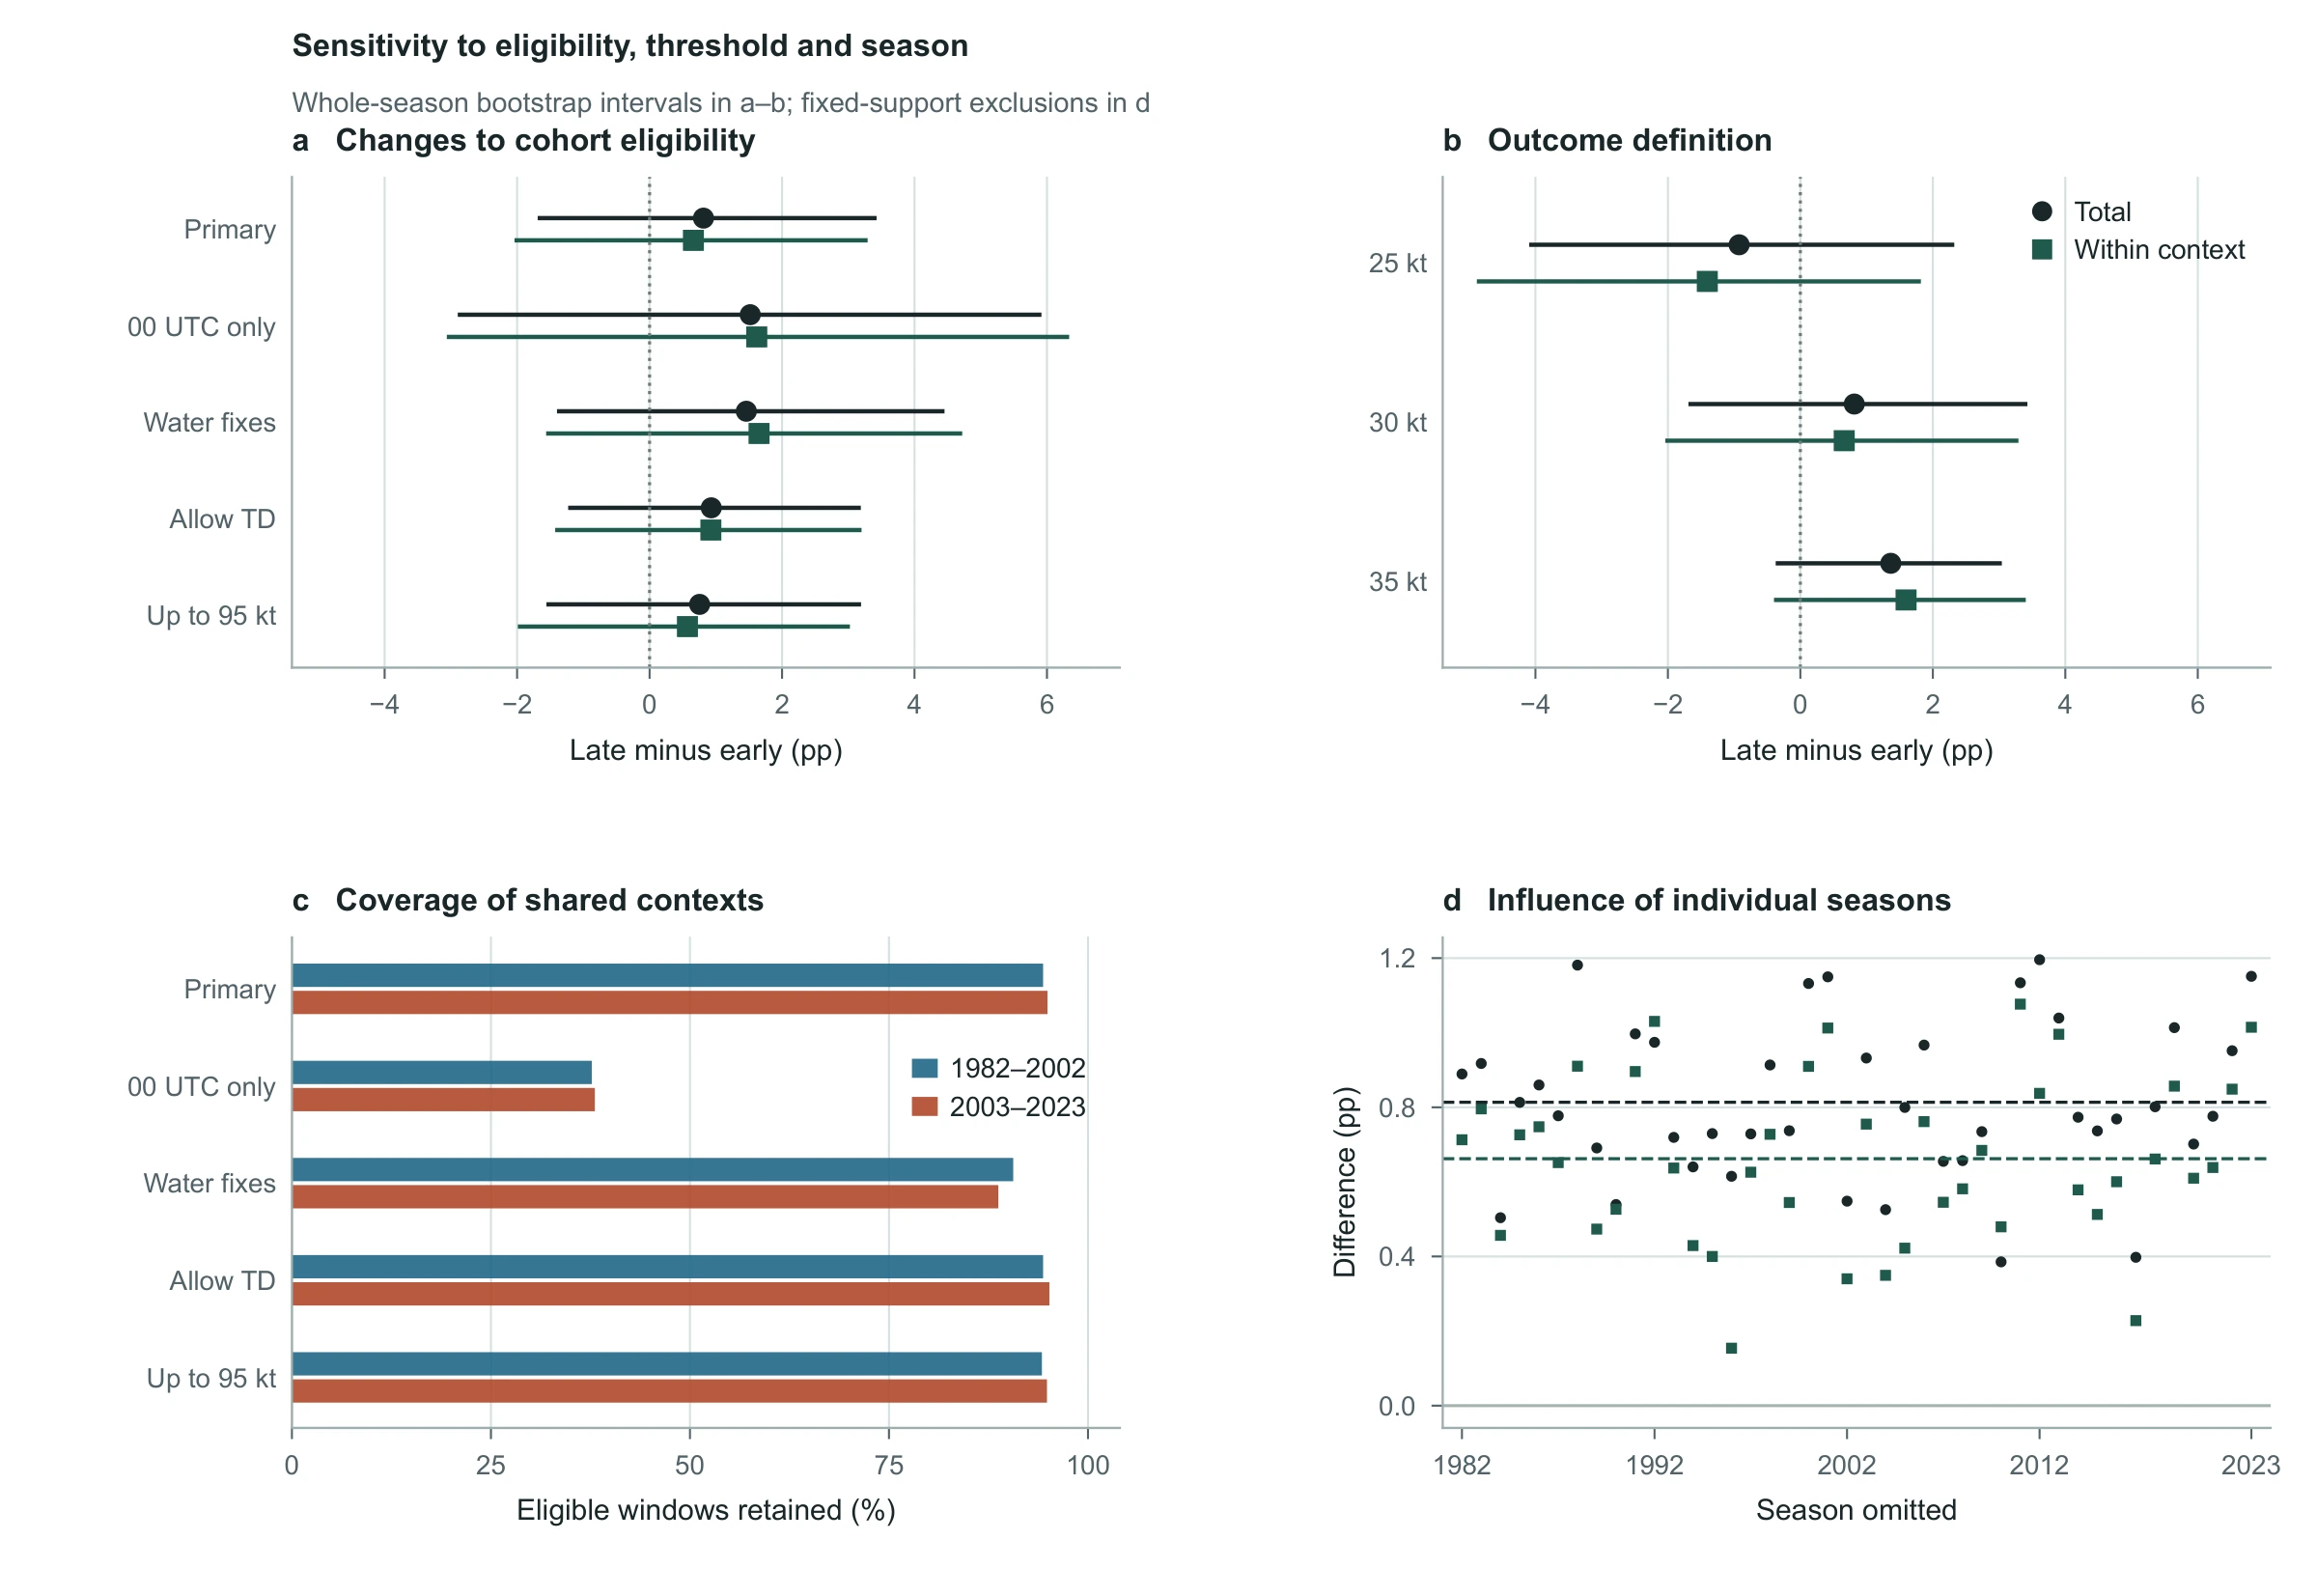 Sensitivity to eligibility, threshold and season
Whole-season bootstrap intervals in a–b; fixed-support exclusions in d
a Changes to cohort eligibility
Primary
00 UTC only
Water fixes
Allow TD
Up to 95 kt
−4 −2 0 2 4 6
Late minus early (pp)
b Outcome definition
Total
Within context
25 kt
30 kt
35 kt
−4 −2 0 2 4 6
Late minus early (pp)
c Coverage of shared contexts
Primary
00 UTC only
Water fixes
Allow TD
Up to 95 kt
1982–2002
2003–2023
0 25 50 75 100
Eligible windows retained (%)
d Influence of individual seasons
Difference (pp)
1.2
0.8
0.4
0.0
1982 1992 2002 2012 2023
Season omitted